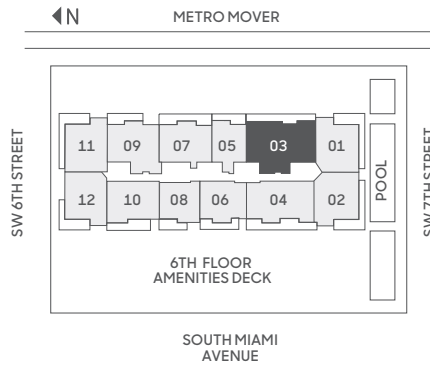 N
METRO MOVER
SW 6TH STREET
11 09 07 05 03 01
12 10 08 06 04 02
POOL
SW 7TH STREET
6TH FLOOR
AMENITIES DECK
SOUTH MIAMI
AVENUE